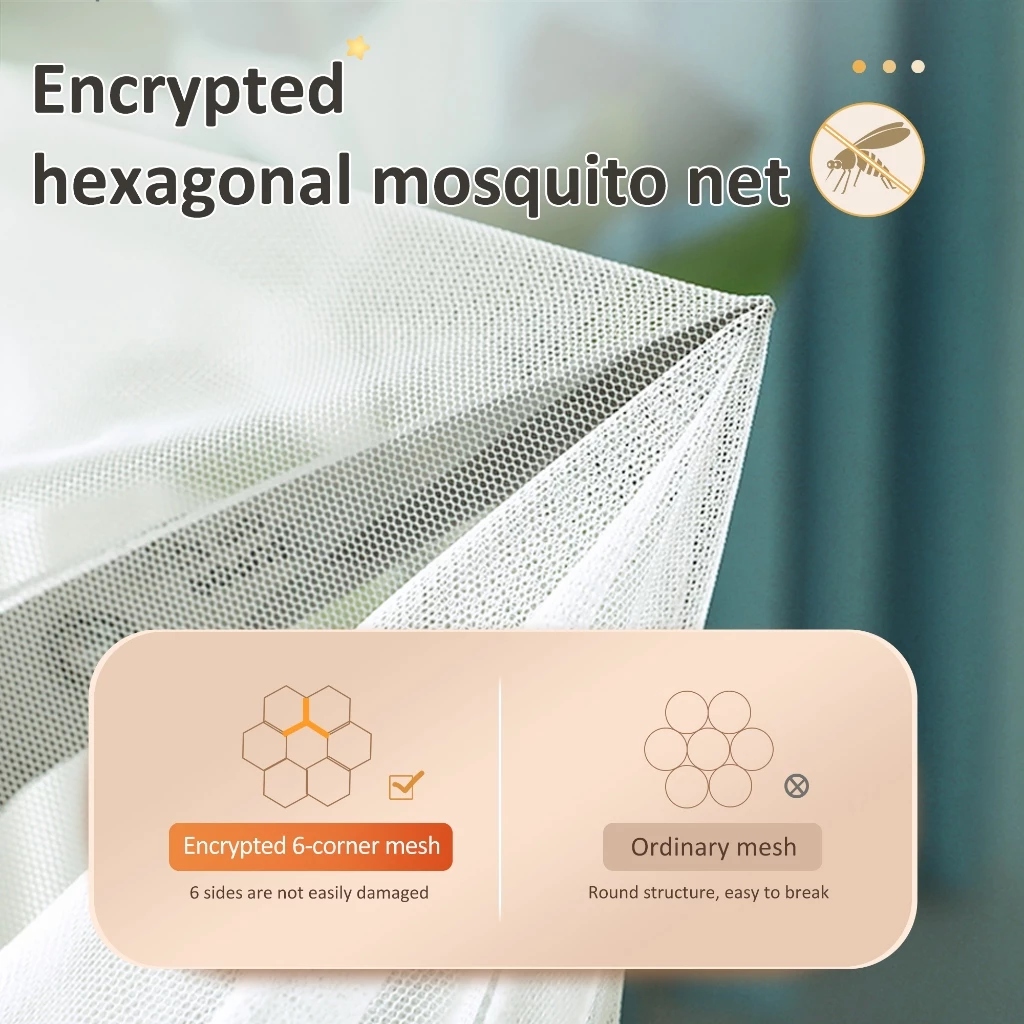 Encrypted
hexagonal mosquito net
Encrypted 6-corner mesh
6 sides are not easily damaged
Ordinary mesh
Round structure, easy to break